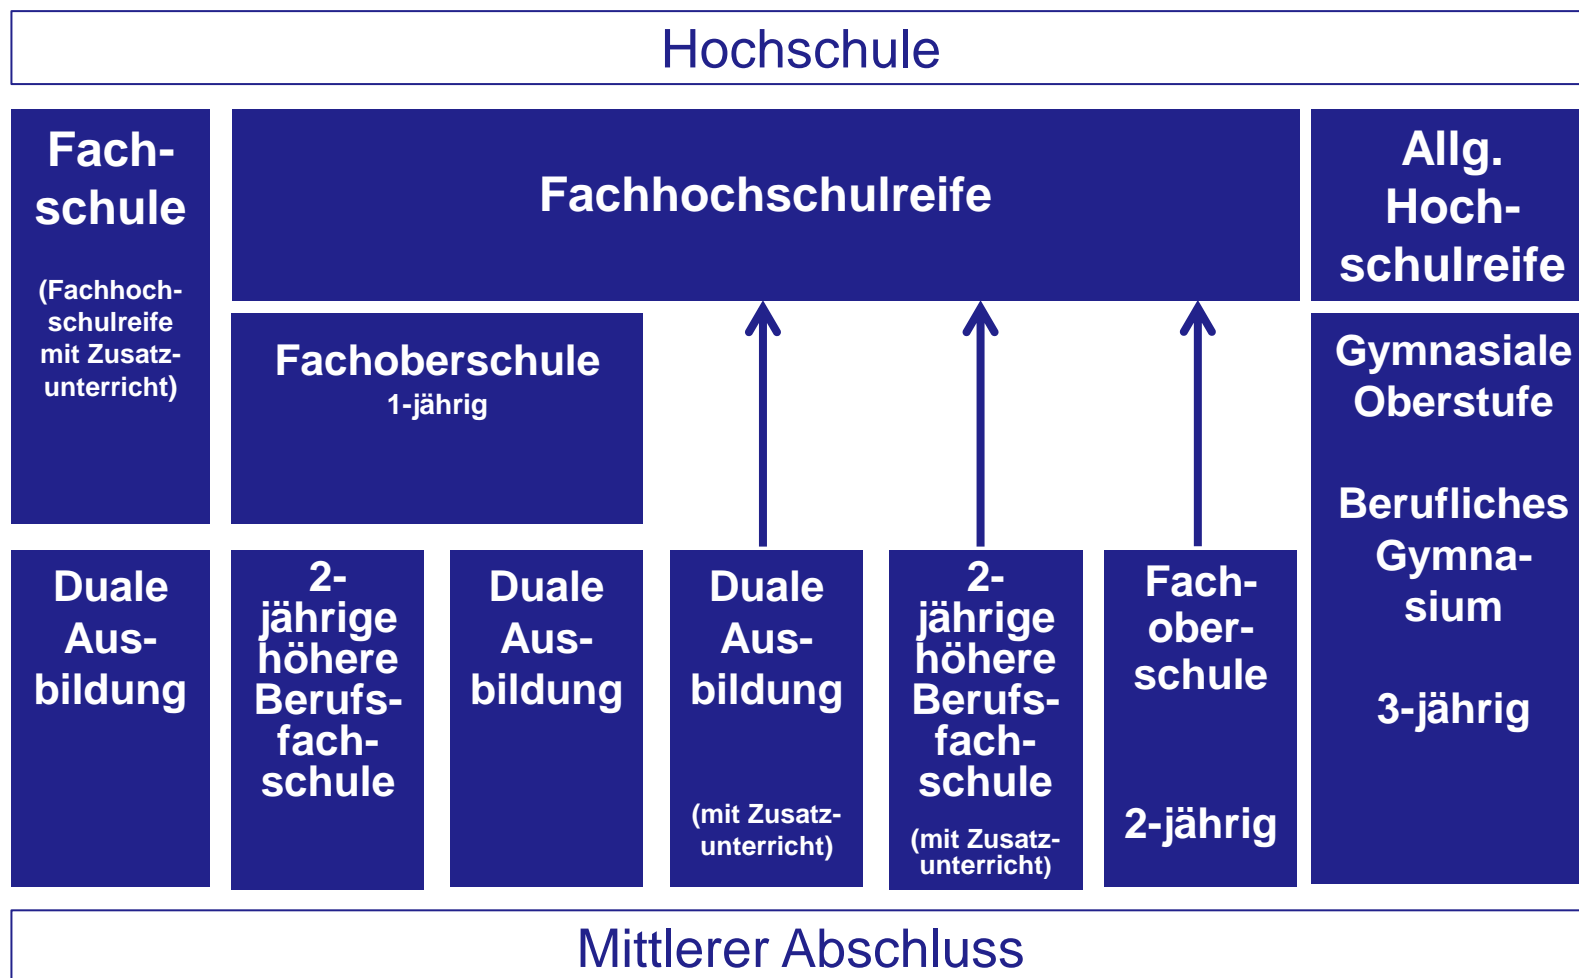 Hochschule
Fach-
schule
(Fachhoch-
schulreife
mit Zusatz-
unterricht)
Fachhochschulreife
Allg.
Hoch-
schulreife
Fachoberschule
1-jährig
Gymnasiale
Oberstufe
Berufliches
Gymna-
sium
3-jährig
Duale
Aus-
bildung
2-
jährige
höhere
Berufs-
fach-
schule
Duale
Aus-
bildung
Duale
Aus-
bildung
(mit Zusatz-
unterricht)
2-
jährige
höhere
Berufs-
fach-
schule
(mit Zusatz-
unterricht)
Fach-
ober-
schule
2-jährig
Mittlerer Abschluss